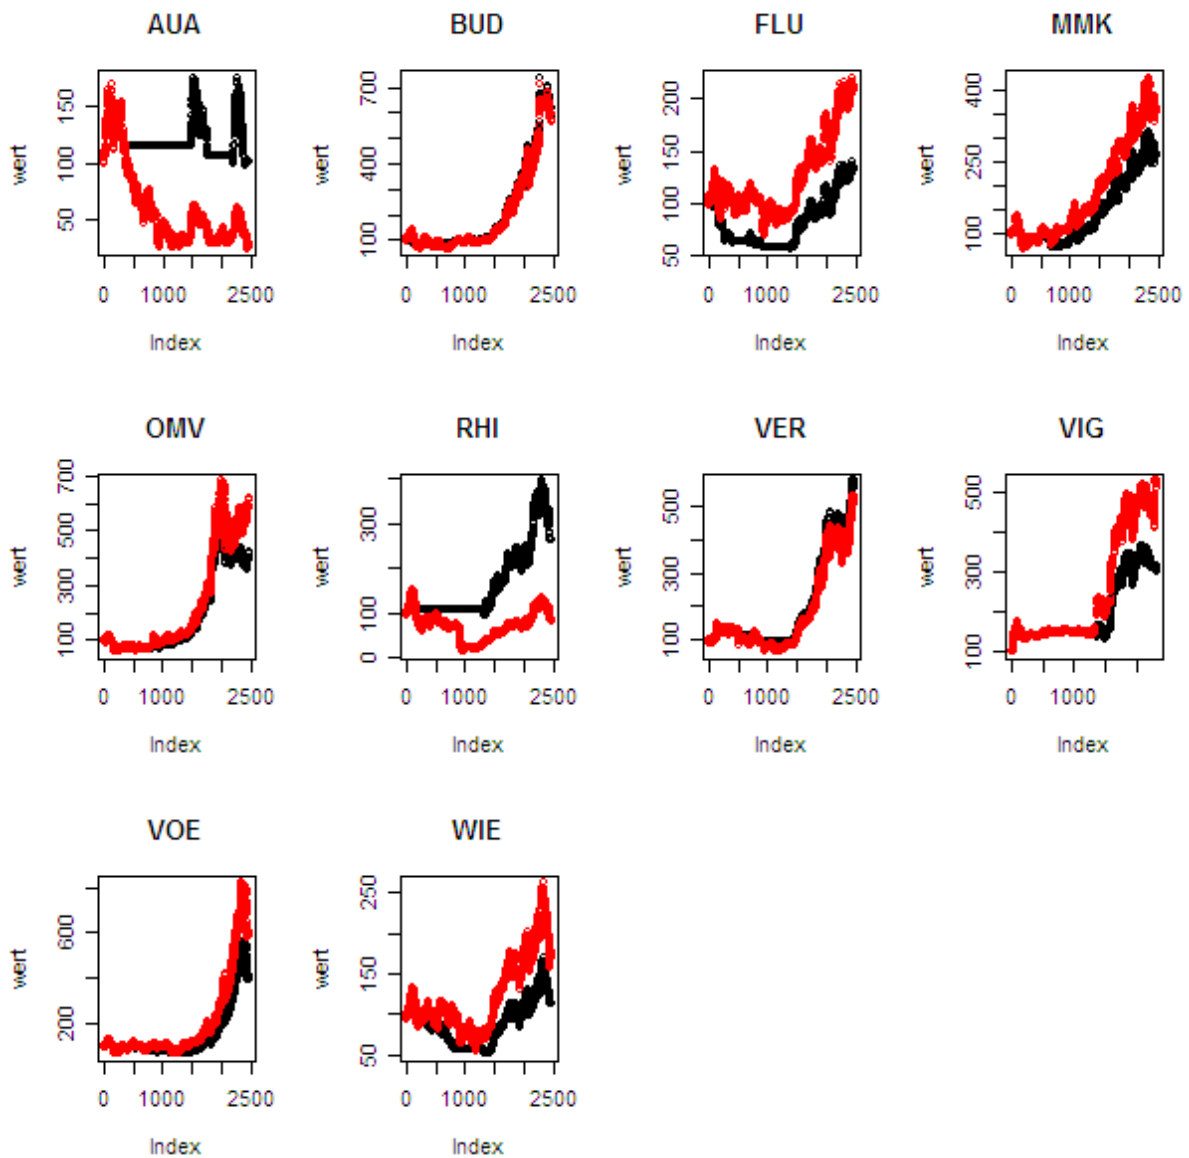 AUA BUD FLU MMK
wert 50 100 150 wert 100 400 700 wert 50 100 150 200 wert 100 250 400
0 1000 2500 0 1000 2500 0 1000 2500 0 1000 2500
Index Index Index Index
OMV RHI VER VIG
wert 100 300 500 700 wert 0 100 300 wert 100 300 500 wert 100 300 500
0 1000 2500 0 1000 2500 0 1000 2500 0 1000
Index Index Index Index
VOE WIE
wert 200 600 wert 50 150 250
0 1000 2500 0 1000 2500
Index Index